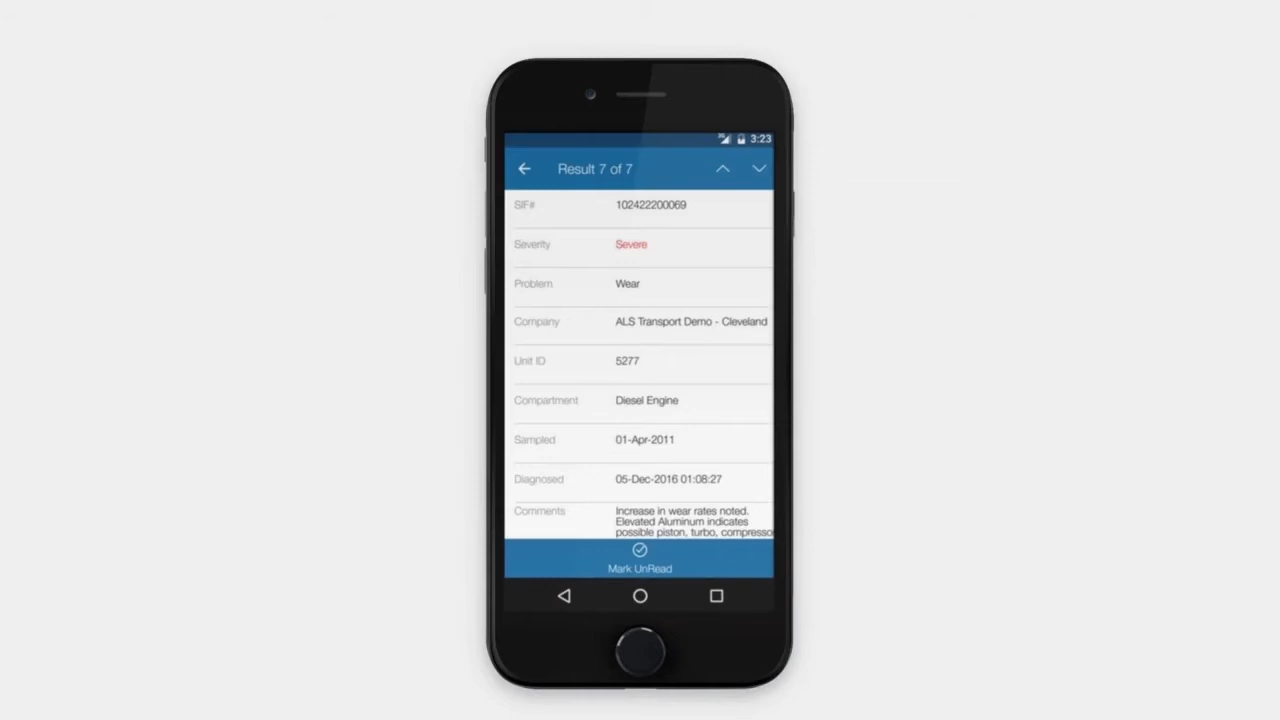 3:23
Result 7 of 7
SIF# 102422200069
Severity Severe
Problem Wear
Company ALS Transport Demo - Cleveland
Unit ID 5277
Compartment Diesel Engine
Sampled 01-Apr-2011
Diagnosed 05-Dec-2016 01:08:27
Comments Increase in wear rates noted.
Elevated Aluminum indicates
possible piston, turbo, compresso
Mark UnRead